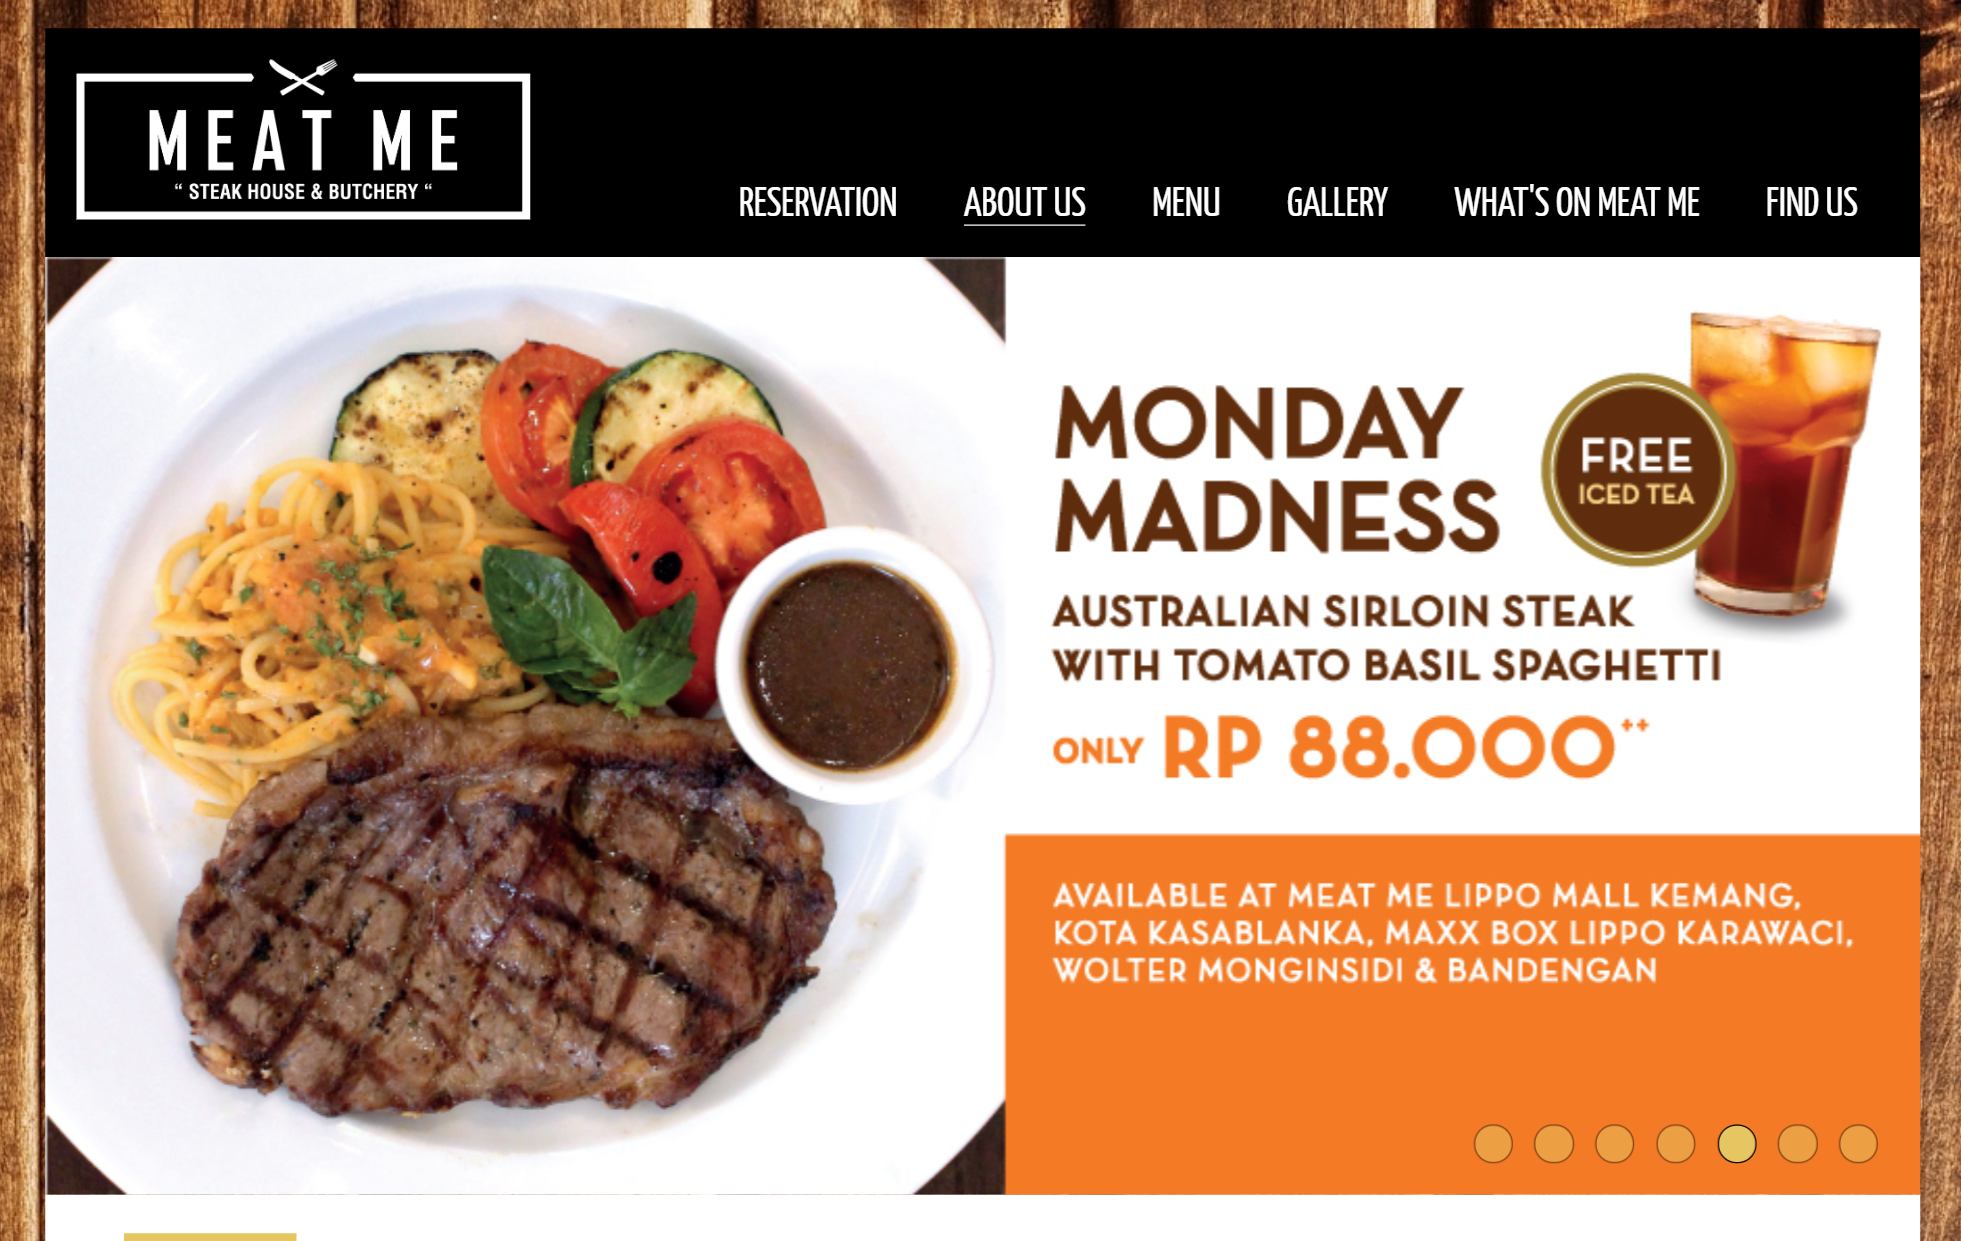 MEAT ME
“ STEAK HOUSE & BUTCHERY “
RESERVATION ABOUT US MENU GALLERY WHAT'S ON MEAT ME FIND US
MONDAY
MADNESS
FREE
ICED TEA
AUSTRALIAN SIRLOIN STEAK
WITH TOMATO BASIL SPAGHETTI
ONLY RP 88.000++
AVAILABLE AT MEAT ME LIPPO MALL KEMANG,
KOTA KASABLANKA, MAXX BOX LIPPO KARAWACI,
WOLTER MONGINSIDI & BANDENGAN